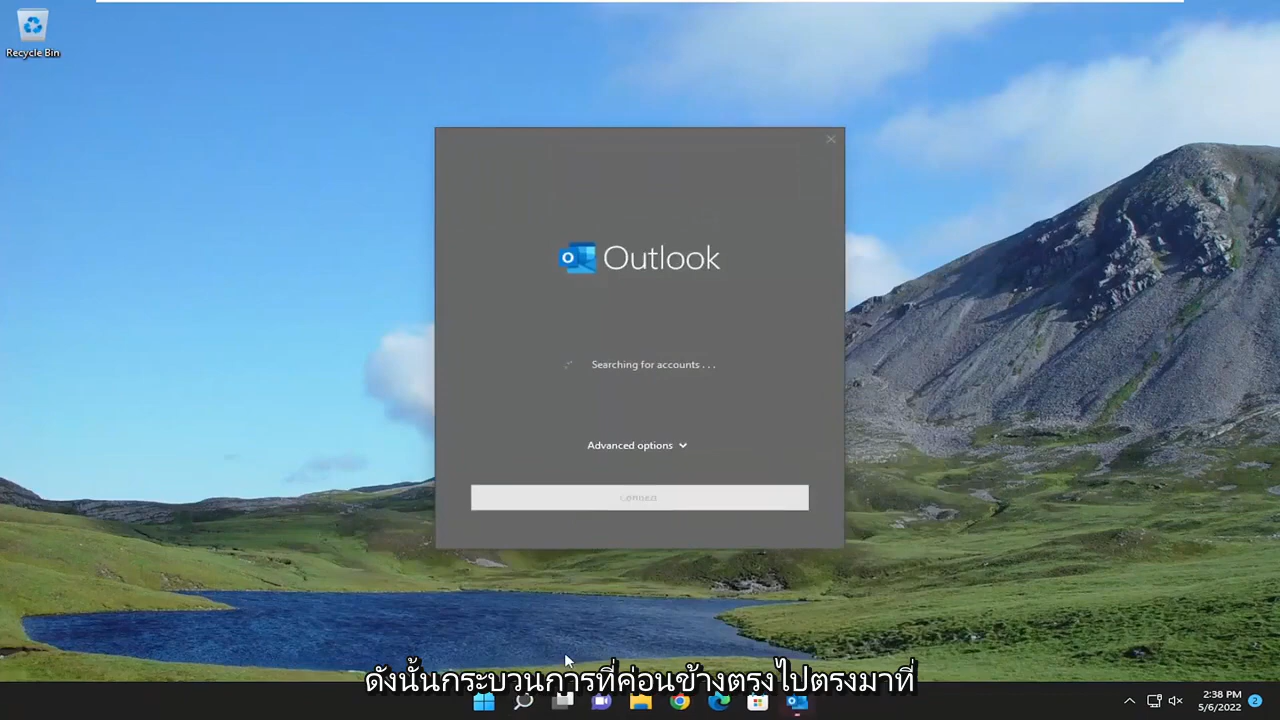 Recycle Bin
Outlook
Searching for accounts . . .
Advanced options
Connect
ดังนั้นกระบวนการที่ค่อนข้างตรงไปตรงมาที่
2:38 PM
5/6/2022
2